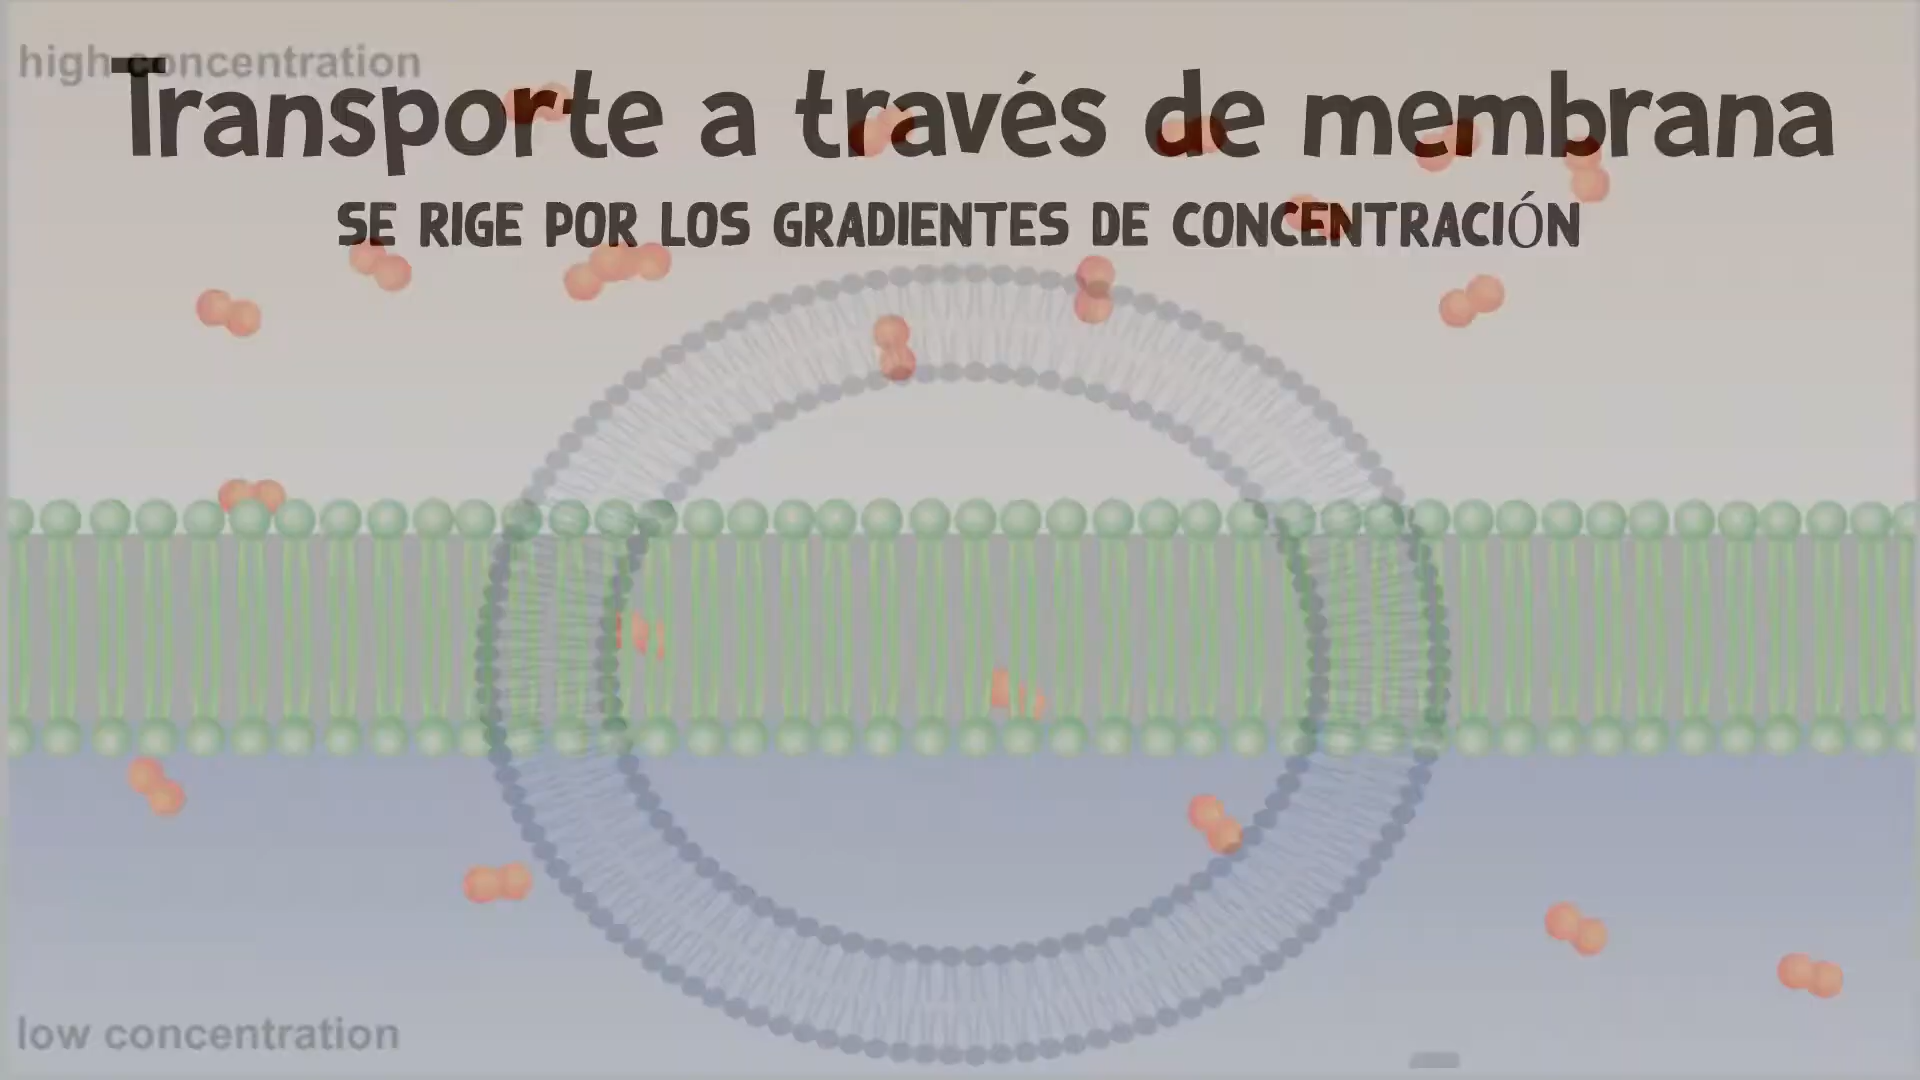 high concentration
Transporte a través de membrana
SE RIGE POR LOS GRADIENTES DE CONCENTRACIÓN
low concentration